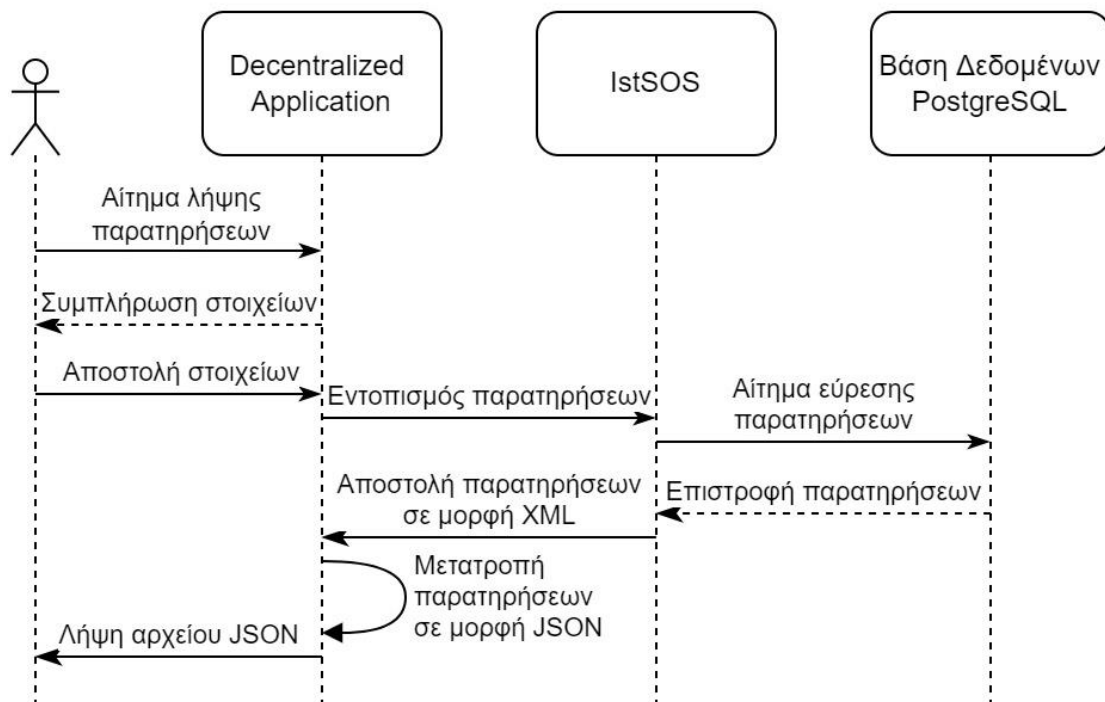 Decentralized
Application
IstSOS
Βάση Δεδομένων
PostgreSQL
Αίτημα λήψης
παρατηρήσεων
Συμπλήρωση στοιχείων
Αποστολή στοιχείων
Εντοπισμός παρατηρήσεων
Αίτημα εύρεσης
παρατηρήσεων
Επιστροφή παρατηρήσεων
Αποστολή παρατηρήσεων
σε μορφή XML
Μετατροπή
παρατηρήσεων
σε μορφή JSON
Λήψη αρχείου JSON